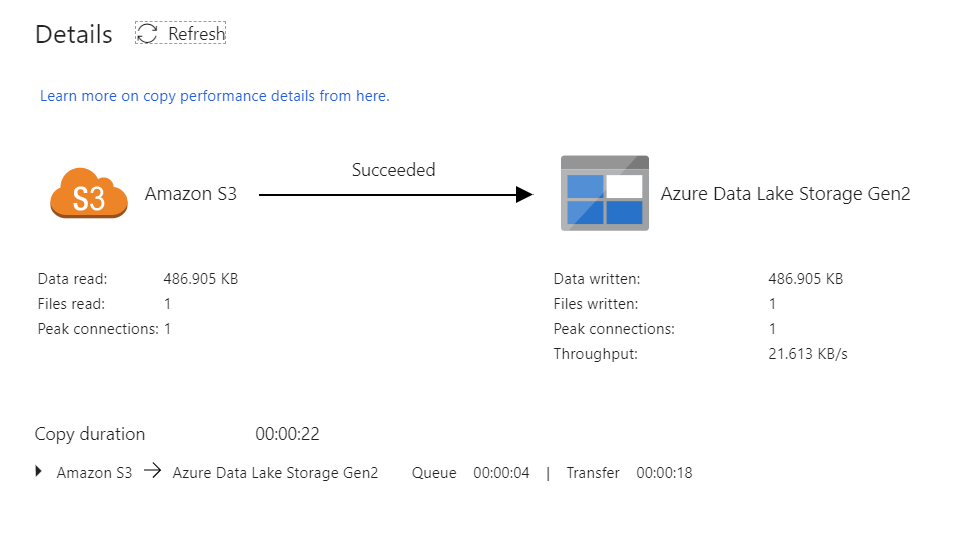 Details Refresh
Learn more on copy performance details from here.
Succeeded
S3 Amazon S3 Azure Data Lake Storage Gen2
Data read: 486.905 KB Data written: 486.905 KB
Files read: 1 Files written: 1
Peak connections: 1 Peak connections: 1
Throughput: 21.613 KB/s
Copy duration 00:00:22
Amazon S3 → Azure Data Lake Storage Gen2 Queue 00:00:04 | Transfer 00:00:18